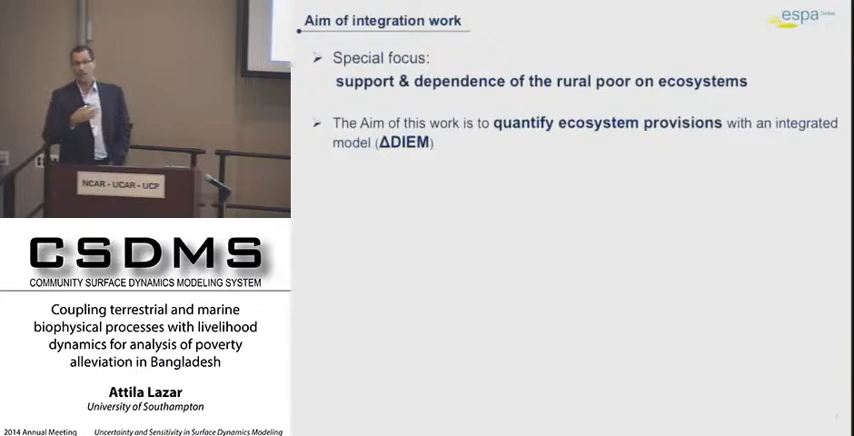 Aim of integration work
espa
Special focus:
support & dependence of the rural poor on ecosystems
The Aim of this work is to quantify ecosystem provisions with an integrated
model (ΔDIEM)
NCAR • UCAR • UCP
CSDMS
COMMUNITY SURFACE DYNAMICS MODELING SYSTEM
Coupling terrestrial and marine
biophysical processes with livelihood
dynamics for analysis of poverty
alleviation in Bangladesh
Attila Lazar
University of Southampton
2014 Annual Meeting Uncertainty and Sensitivity in Surface Dynamics Modeling